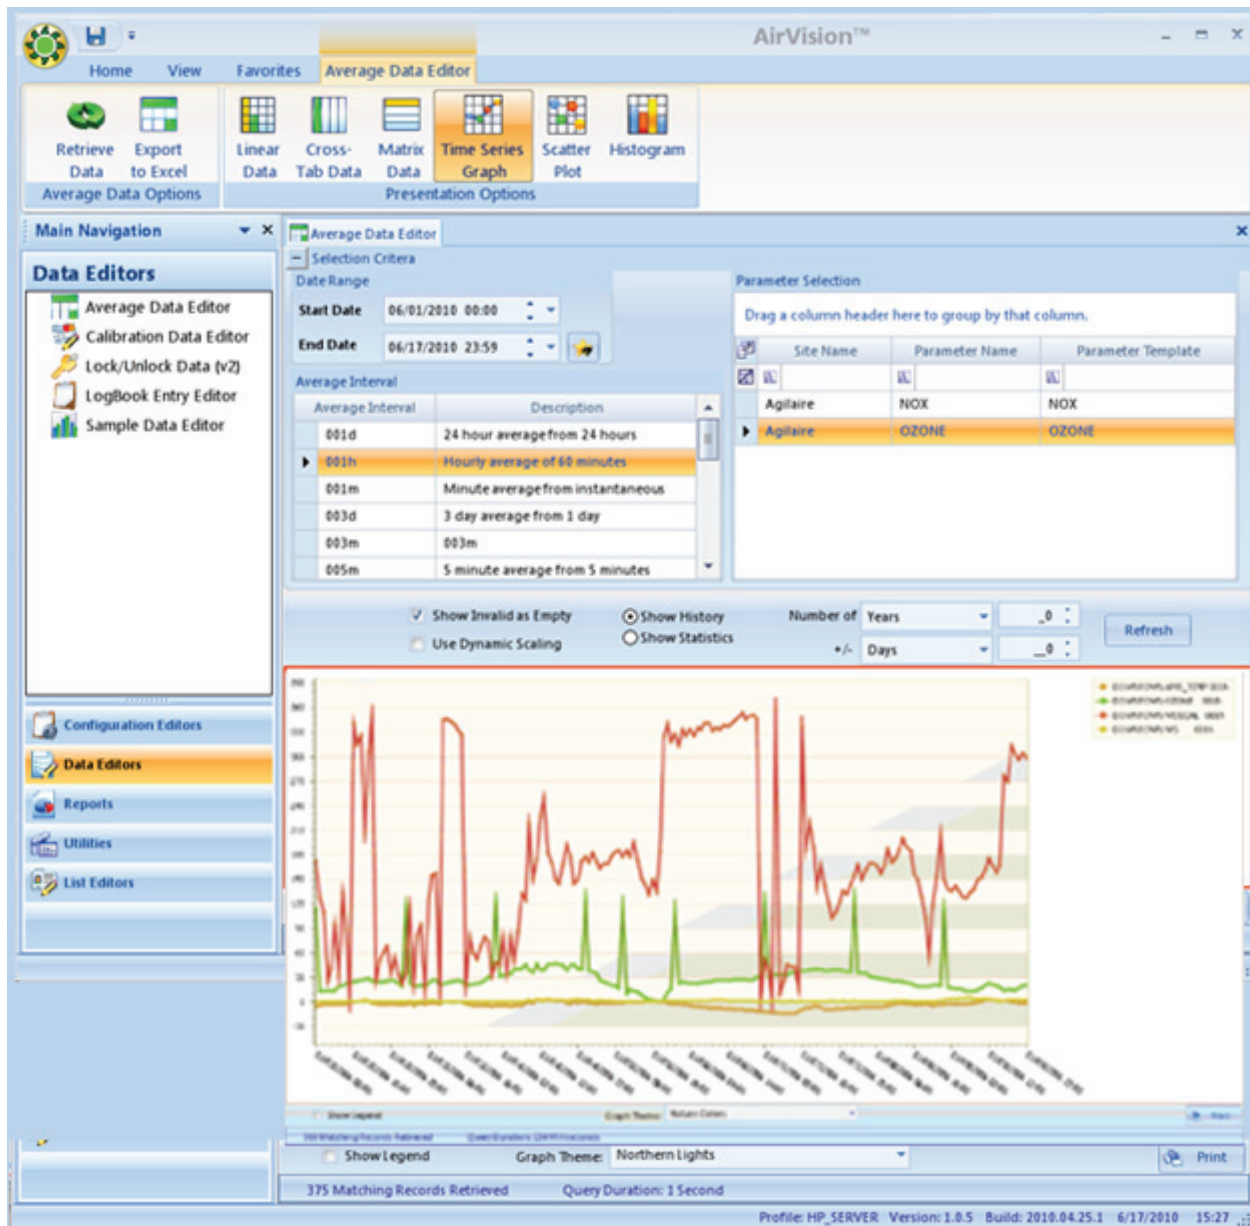 AirVision™
Home View Favorites Average Data Editor
Retrieve Data
Export to Excel
Linear Data
Cross-Tab Data
Matrix Data
Time Series Graph
Scatter Plot
Histogram
Average Data Options
Presentation Options
Main Navigation
Data Editors
Average Data Editor
Calibration Data Editor
Lock/Unlock Data (v2)
LogBook Entry Editor
Sample Data Editor
Configuration Editors
Data Editors
Reports
Utilities
List Editors
Average Data Editor
Selection Critera
Date Range
Start Date 06/01/2010 00:00
End Date 06/17/2010 23:59
Average Interval
Average Interval Description
001d 24 hour average from 24 hours
001h Hourly average of 60 minutes
001m Minute average from instantaneous
003d 3 day average from 1 day
003m 003m
005m 5 minute average from 5 minutes
Parameter Selection
Drag a column header here to group by that column.
Site Name Parameter Name Parameter Template
Agilaire NOX NOX
Agilaire OZONE OZONE
Show Invalid as Empty
Use Dynamic Scaling
Show History
Show Statistics
Number of Years _0
+/- Days __0
Refresh
Show Legend Graph Theme: Nature Colors Print
Show Legend Graph Theme: Northern Lights Print
375 Matching Records Retrieved Query Duration: 1 Second
Profile: HP_SERVER Version: 1.0.5 Build: 2010.04.25.1 6/17/2010 15:27